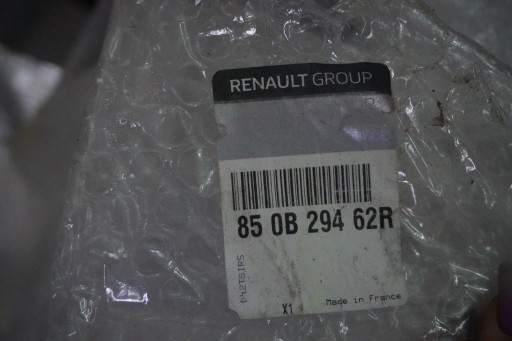 RENAULT GROUP
85 0B 294 62R
X1
Made in France